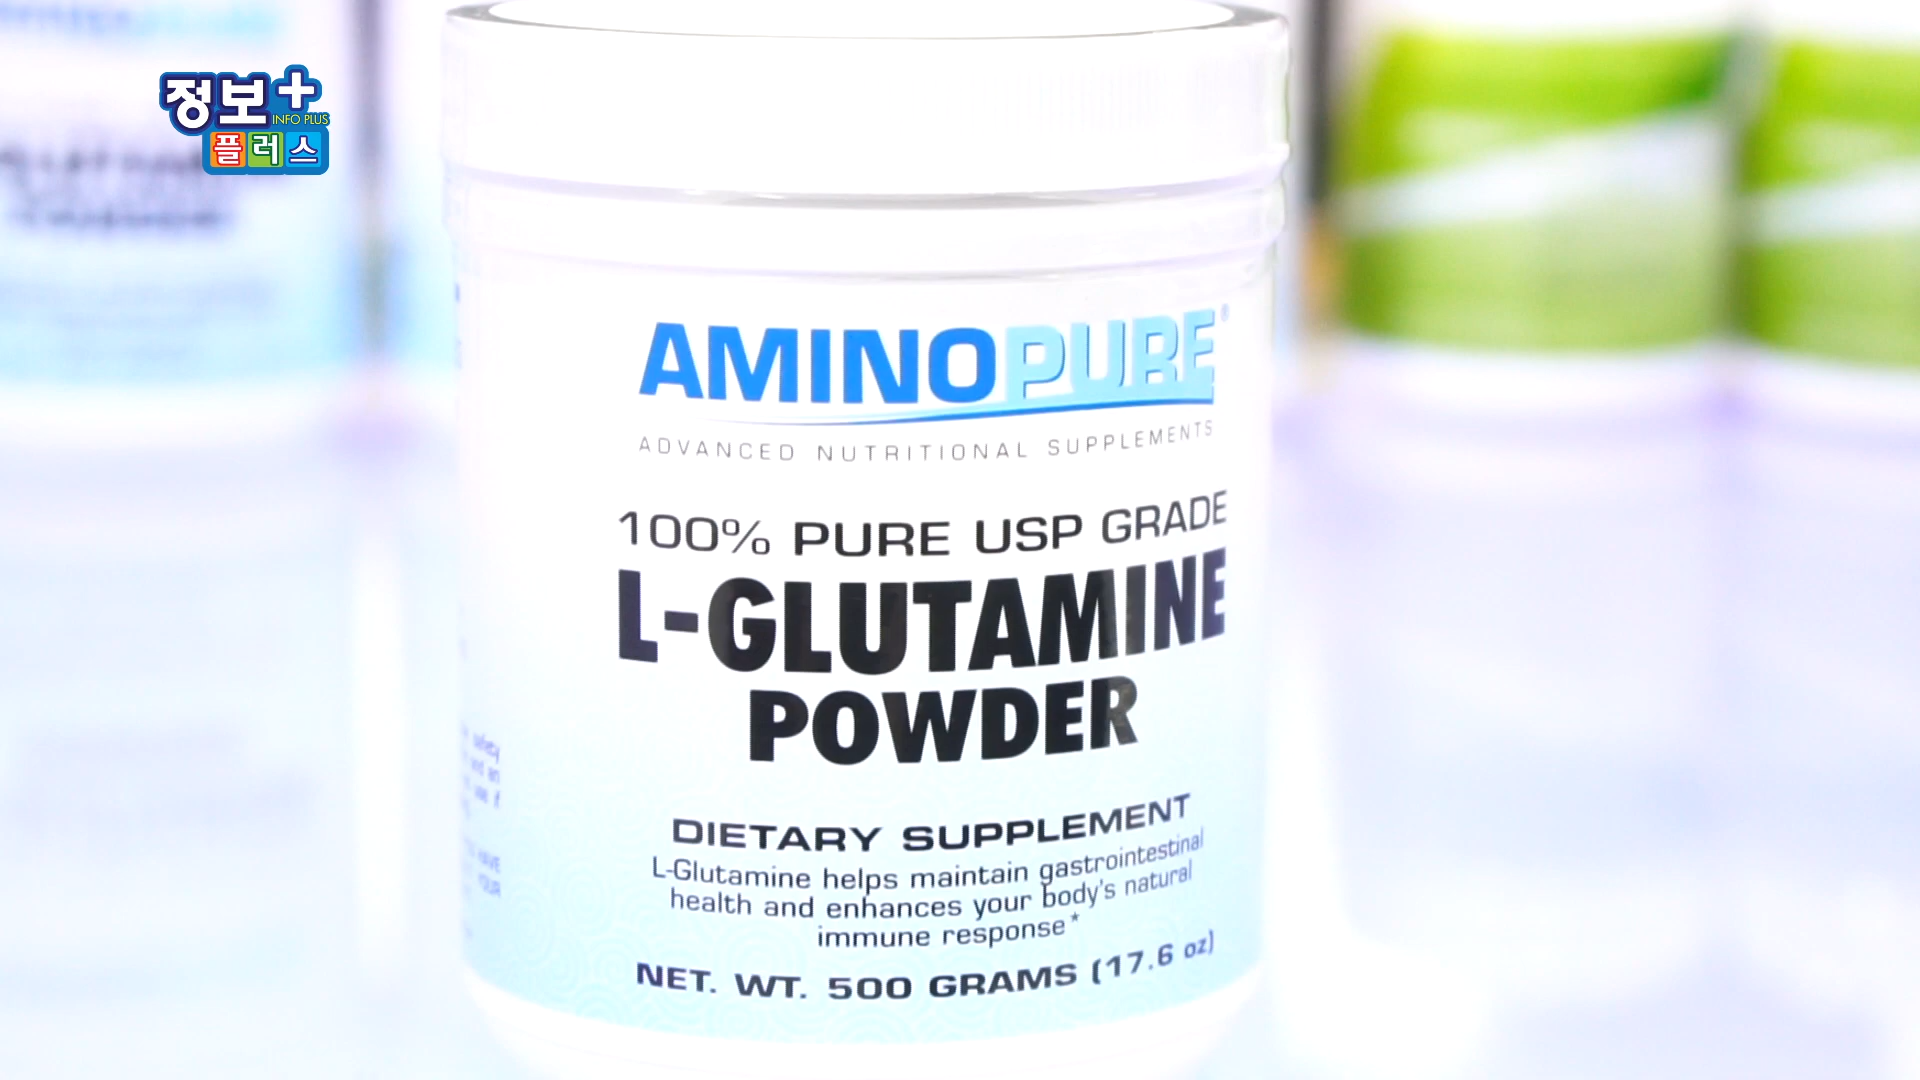 정보+
INFO PLUS
플러스
AMINOPURE®
ADVANCED NUTRITIONAL SUPPLEMENTS
100% PURE USP GRADE
L-GLUTAMINE
POWDER
DIETARY SUPPLEMENT
L-Glutamine helps maintain gastrointestinal
health and enhances your body's natural
immune response*
NET. WT. 500 GRAMS (17.6 oz)